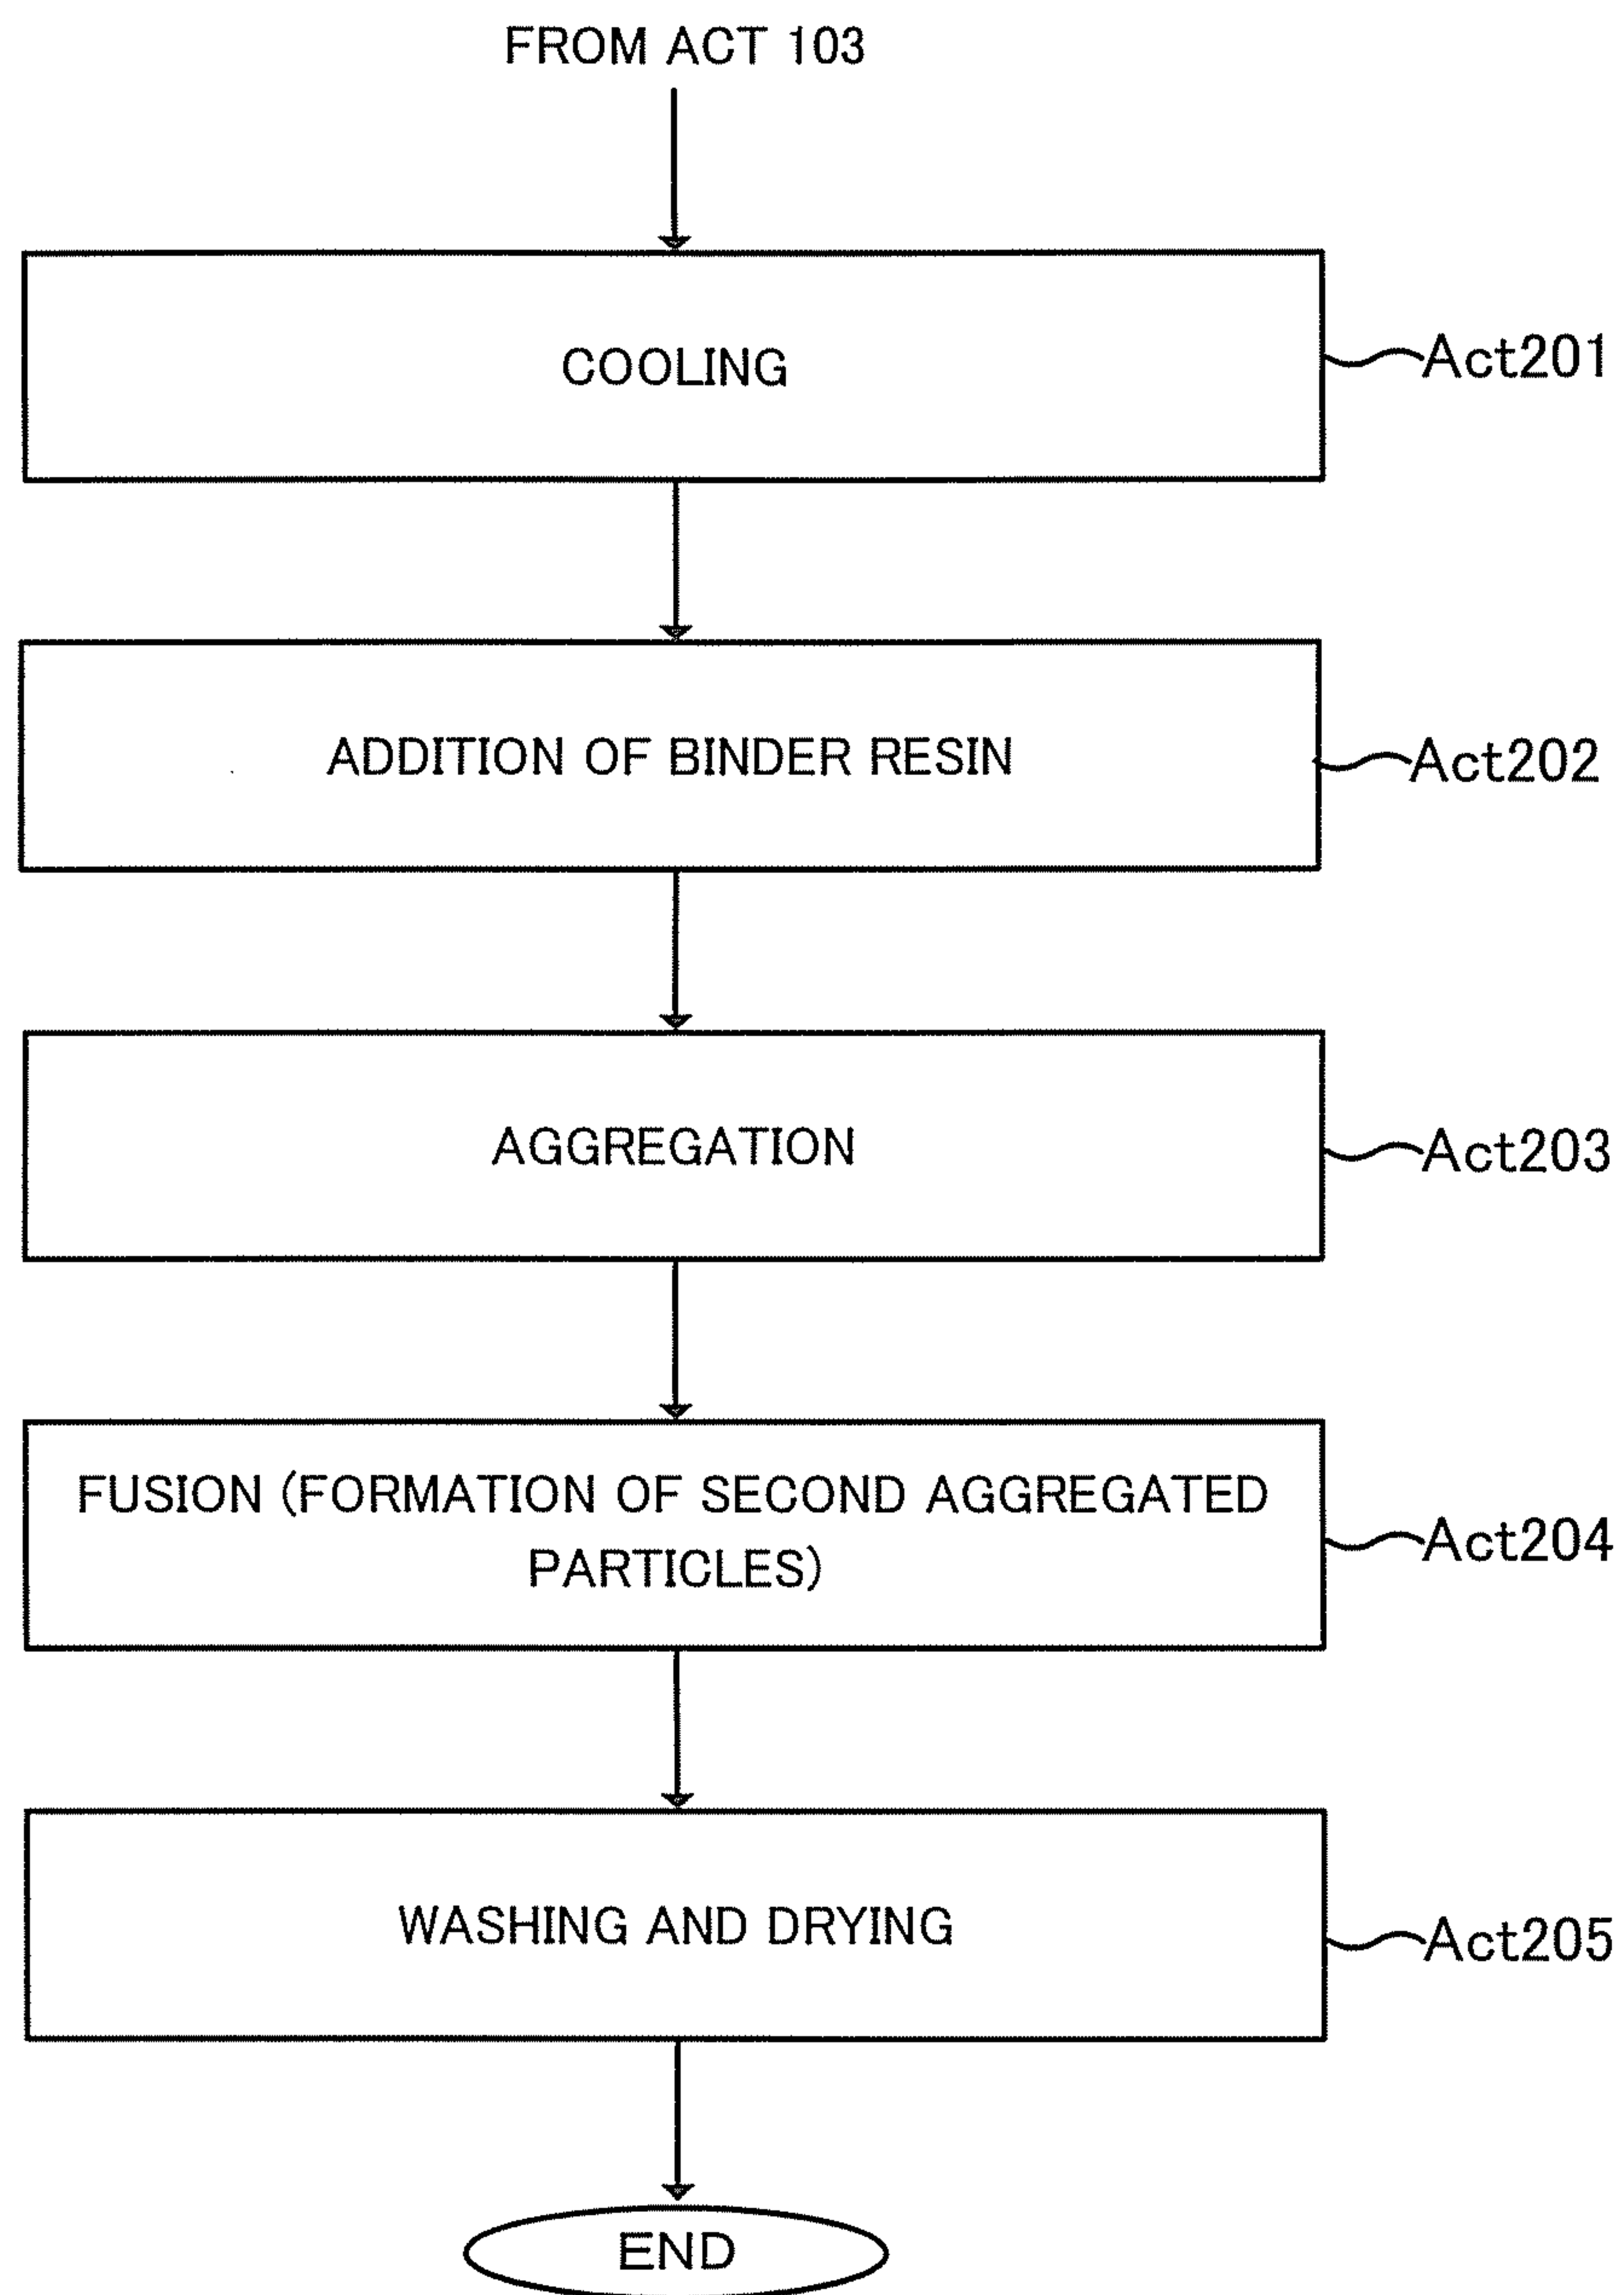 FROM ACT 103
COOLING
Act201
ADDITION OF BINDER RESIN
Act202
AGGREGATION
Act203
FUSION (FORMATION OF SECOND AGGREGATED
PARTICLES)
Act204
WASHING AND DRYING
Act205
END